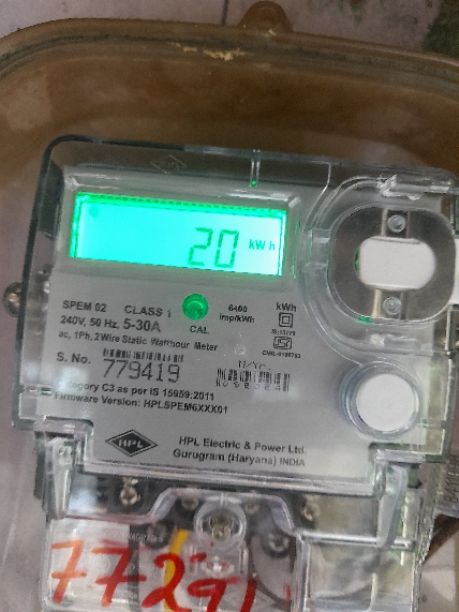 20 kWh
SPEM 02 CLASS 1
240V, 50 Hz, 5-30A
ac, 1Ph, 2 Wire Static Watthour Meter
CAL
6400
imp/kWh
kWh
S. No. 779419
Category C3 as per IS 15959:2011
Firmware Version: HPLSPEM6XXX01
HPL
HPL Electric & Power Ltd.
Gurugram (Haryana) INDIA